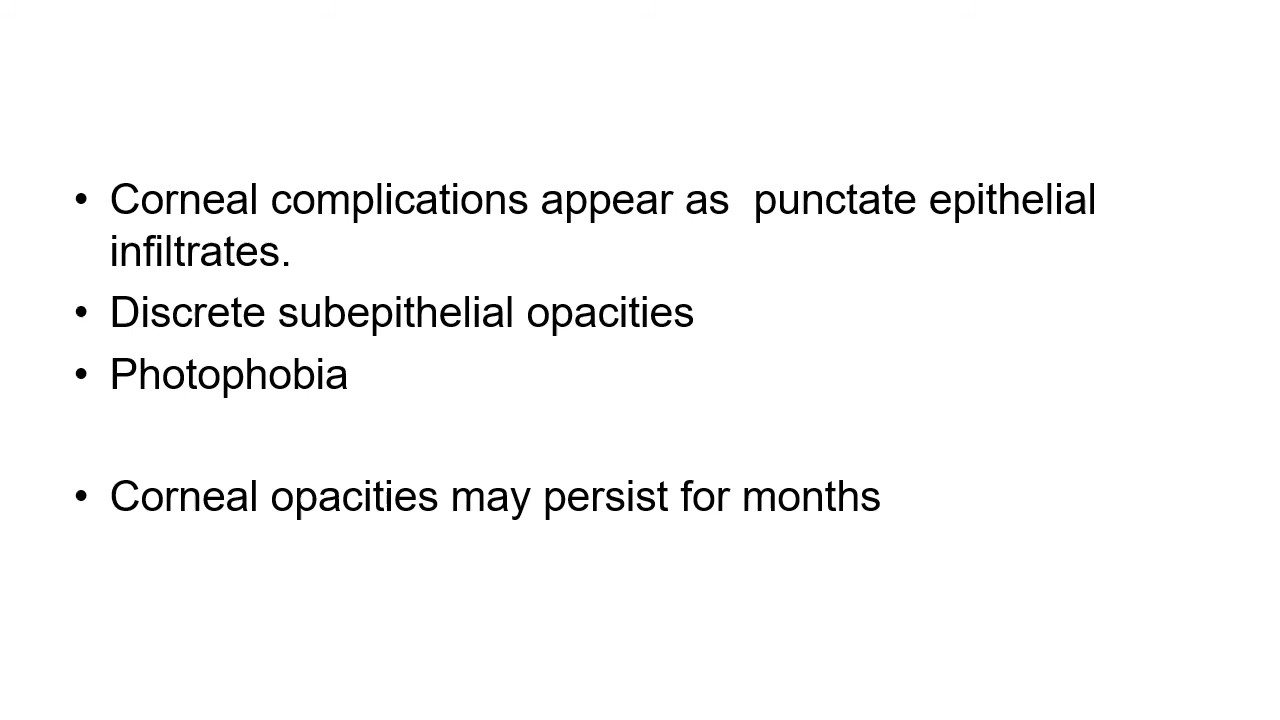 • Corneal complications appear as  punctate epithelial
infiltrates.
• Discrete subepithelial opacities
• Photophobia
• Corneal opacities may persist for months